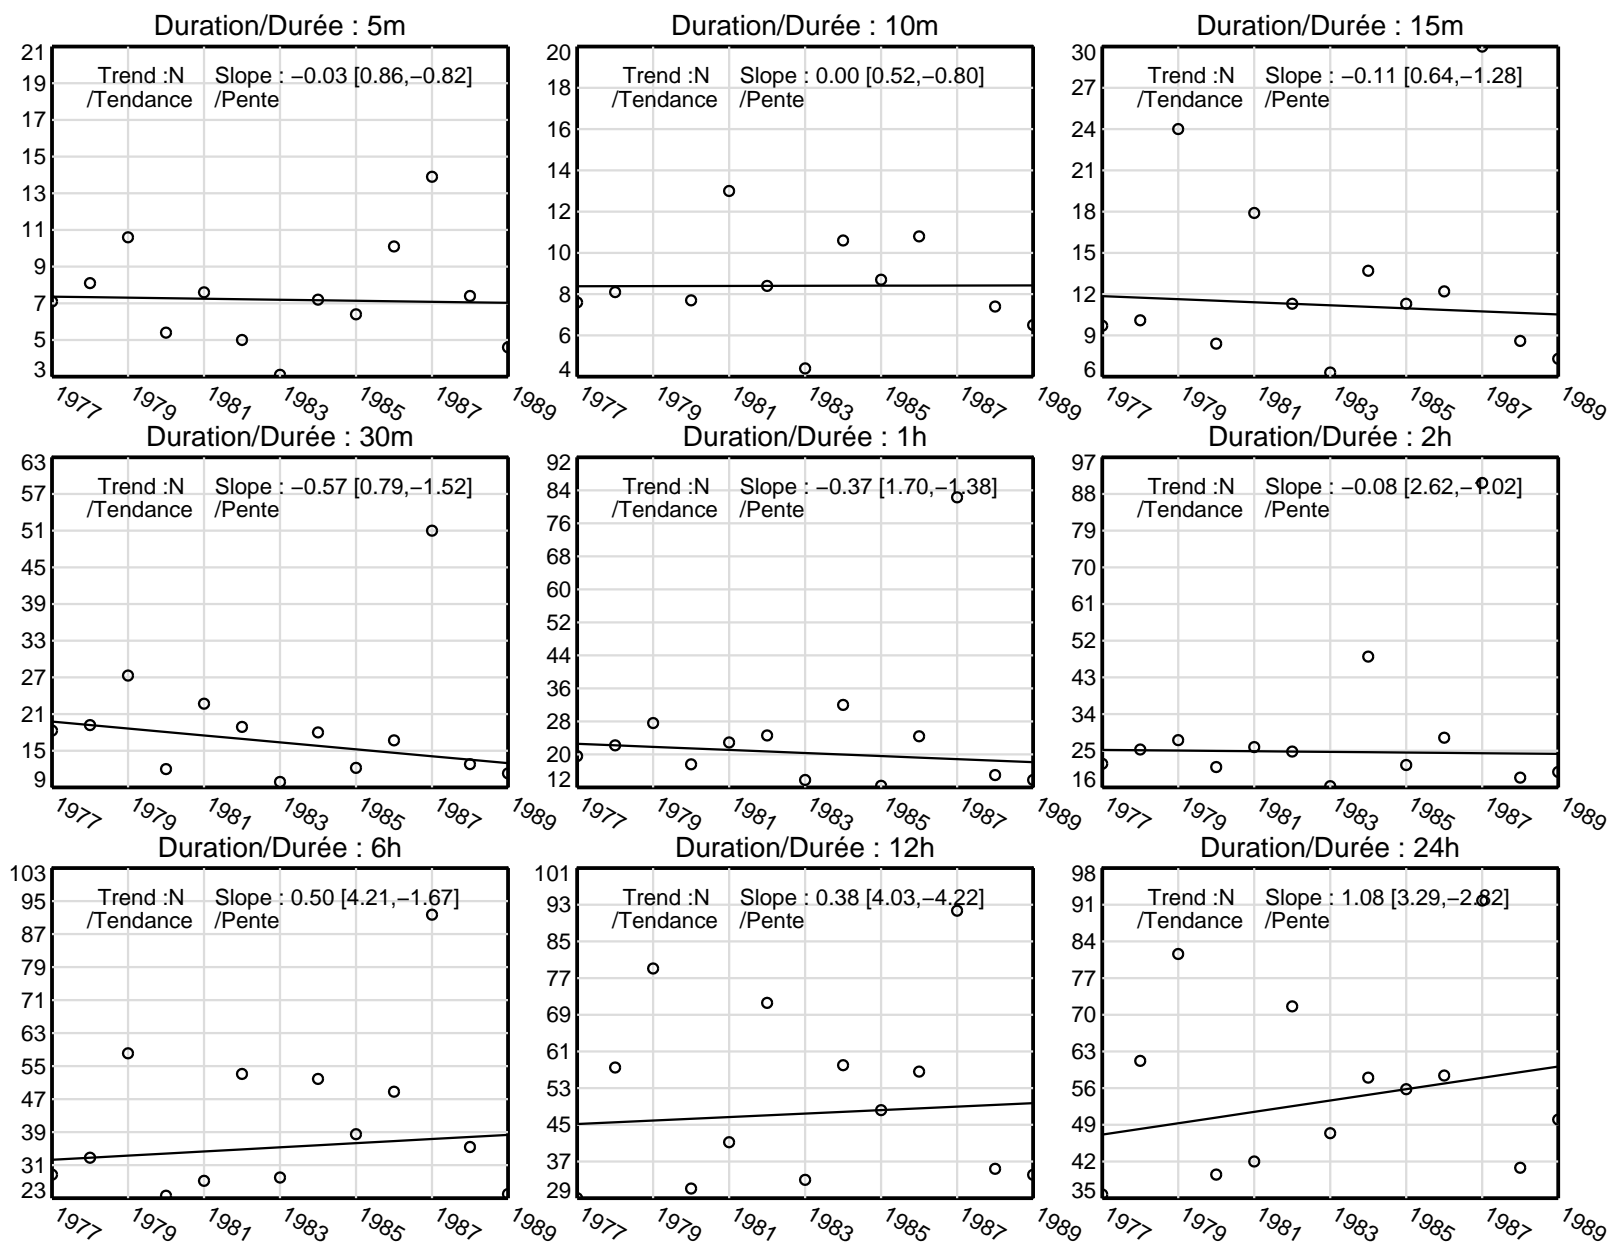 Duration/Durée : 5m
21
19
17
15
13
11
9
7
5
3
Trend :N Slope : −0.03 [0.86,−0.82]
/Tendance /Pente
1977 1979 1981 1983 1985 1987 1989
Duration/Durée : 10m
20
18
16
14
12
10
8
6
4
Trend :N Slope : 0.00 [0.52,−0.80]
/Tendance /Pente
1977 1979 1981 1983 1985 1987 1989
Duration/Durée : 15m
30
27
24
21
18
15
12
9
6
Trend :N Slope : −0.11 [0.64,−1.28]
/Tendance /Pente
1977 1979 1981 1983 1985 1987 1989
Duration/Durée : 30m
63
57
51
45
39
33
27
21
15
9
Trend :N Slope : −0.57 [0.79,−1.52]
/Tendance /Pente
1977 1979 1981 1983 1985 1987 1989
Duration/Durée : 1h
92
84
76
68
60
52
44
36
28
20
12
Trend :N Slope : −0.37 [1.70,−1.38]
/Tendance /Pente
1977 1979 1981 1983 1985 1987 1989
Duration/Durée : 2h
97
88
79
70
61
52
43
34
25
16
Trend :N Slope : −0.08 [2.62,−1.02]
/Tendance /Pente
1977 1979 1981 1983 1985 1987 1989
Duration/Durée : 6h
103
95
87
79
71
63
55
47
39
31
23
Trend :N Slope : 0.50 [4.21,−1.67]
/Tendance /Pente
1977 1979 1981 1983 1985 1987 1989
Duration/Durée : 12h
101
93
85
77
69
61
53
45
37
29
Trend :N Slope : 0.38 [4.03,−4.22]
/Tendance /Pente
1977 1979 1981 1983 1985 1987 1989
Duration/Durée : 24h
98
91
84
77
70
63
56
49
42
35
Trend :N Slope : 1.08 [3.29,−2.82]
/Tendance /Pente
1977 1979 1981 1983 1985 1987 1989